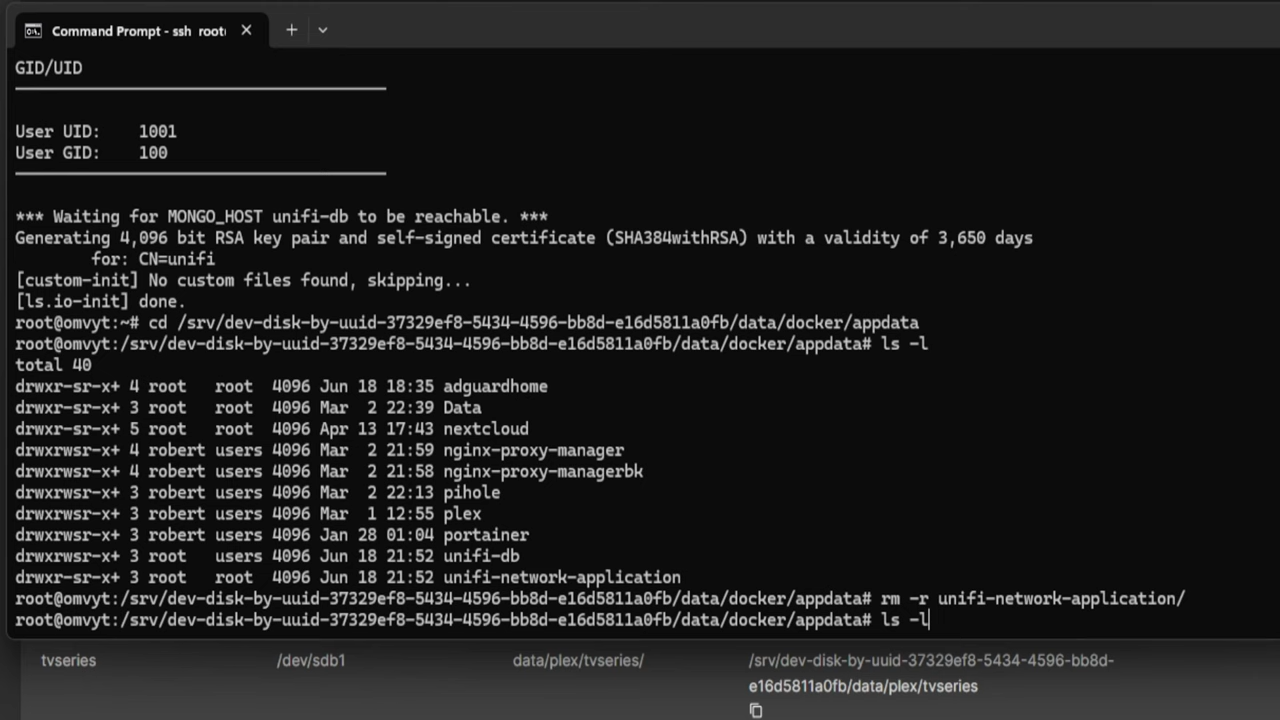 Command Prompt - ssh root
GID/UID
User UID:    1001
User GID:    100
*** Waiting for MONGO_HOST unifi-db to be reachable. ***
Generating 4,096 bit RSA key pair and self-signed certificate (SHA384withRSA) with a validity of 3,650 days
        for: CN=unifi
[custom-init] No custom files found, skipping...
[ls.io-init] done.
root@omvyt:~# cd /srv/dev-disk-by-uuid-37329ef8-5434-4596-bb8d-e16d5811a0fb/data/docker/appdata
root@omvyt:/srv/dev-disk-by-uuid-37329ef8-5434-4596-bb8d-e16d5811a0fb/data/docker/appdata# ls -l
total 40
drwxr-sr-x+ 4 root   root  4096 Jun 18 18:35 adguardhome
drwxr-sr-x+ 3 root   root  4096 Mar  2 22:39 Data
drwxr-sr-x+ 5 root   root  4096 Apr 13 17:43 nextcloud
drwxrwsr-x+ 4 robert users 4096 Mar  2 21:59 nginx-proxy-manager
drwxrwsr-x+ 4 robert users 4096 Mar  2 21:58 nginx-proxy-managerbk
drwxrwsr-x+ 3 robert users 4096 Mar  2 22:13 pihole
drwxrwsr-x+ 3 robert users 4096 Mar  1 12:55 plex
drwxrwsr-x+ 3 robert users 4096 Jan 28 01:04 portainer
drwxr-sr-x+ 3 root   users 4096 Jun 18 21:52 unifi-db
drwxr-sr-x+ 3 root   root  4096 Jun 18 21:52 unifi-network-application
root@omvyt:/srv/dev-disk-by-uuid-37329ef8-5434-4596-bb8d-e16d5811a0fb/data/docker/appdata# rm -r unifi-network-application/
root@omvyt:/srv/dev-disk-by-uuid-37329ef8-5434-4596-bb8d-e16d5811a0fb/data/docker/appdata# ls -l
tvseries /dev/sdb1 data/plex/tvseries/ /srv/dev-disk-by-uuid-37329ef8-5434-4596-bb8d-
e16d5811a0fb/data/plex/tvseries